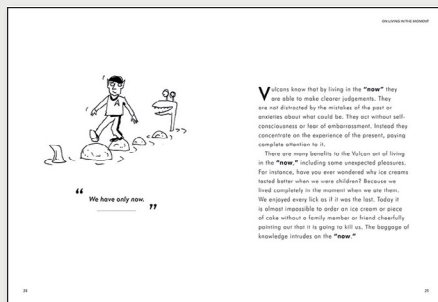 ON LIVING IN THE MOMENT
“
We have only now.
”
Vulcans know that by living in the “now” they
are able to make clearer judgements. They
are not distracted by the mistakes of the past or
anxieties about what could be. They act without self-
consciousness or fear of embarrassment. Instead they
concentrate on the experience of the present, paying
complete attention to it.
There are many benefits to the Vulcan art of living
in the “now,” including some unexpected pleasures.
For instance, have you ever wondered why ice creams
tasted better when we were children? Because we
lived completely in the moment when we ate them.
We enjoyed every lick as if it was the last. Today it
is almost impossible to order an ice cream or piece
of cake without a family member or friend cheerfully
pointing out that it is going to kill us. The baggage of
knowledge intrudes on the “now.”